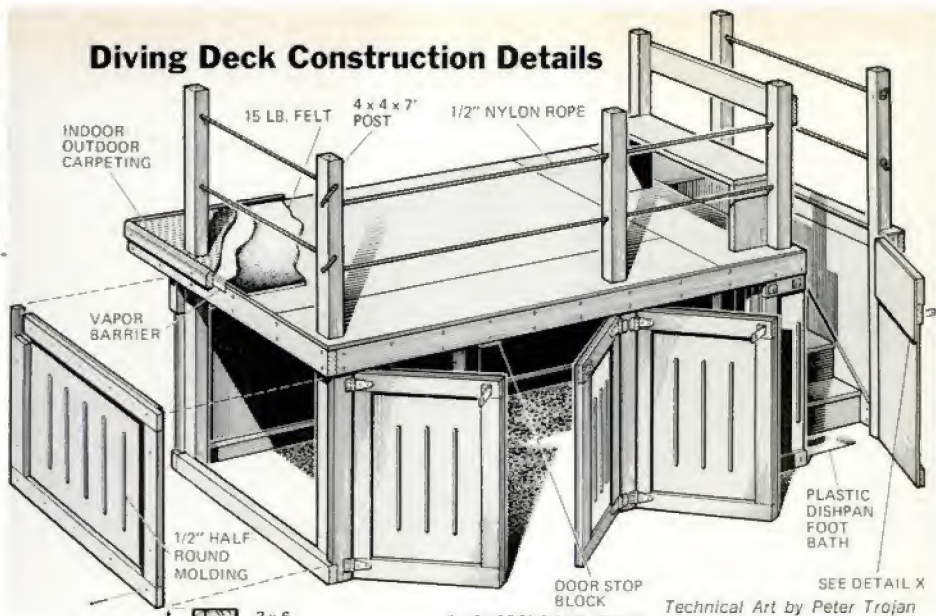 Diving Deck Construction Details
INDOOR
OUTDOOR
CARPETING
15 LB. FELT
4 x 4 x 7'
POST
1/2" NYLON ROPE
VAPOR
BARRIER
1/2" HALF-
ROUND
MOLDING
DOOR STOP
BLOCK
PLASTIC
DISHPAN
FOOT
BATH
SEE DETAIL X
Technical Art by Peter Trojan
2 x 6